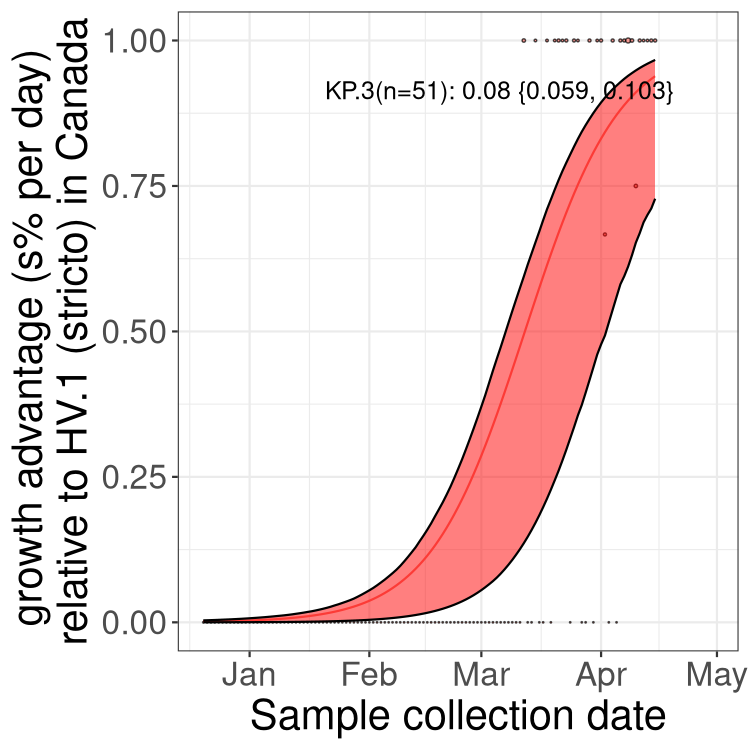 growth advantage (s% per day)
relative to HV.1 (stricto) in Canada
1.00
0.75
0.50
0.25
0.00
KP.3(n=51): 0.08 {0.059, 0.103}
Jan Feb Mar Apr May
Sample collection date